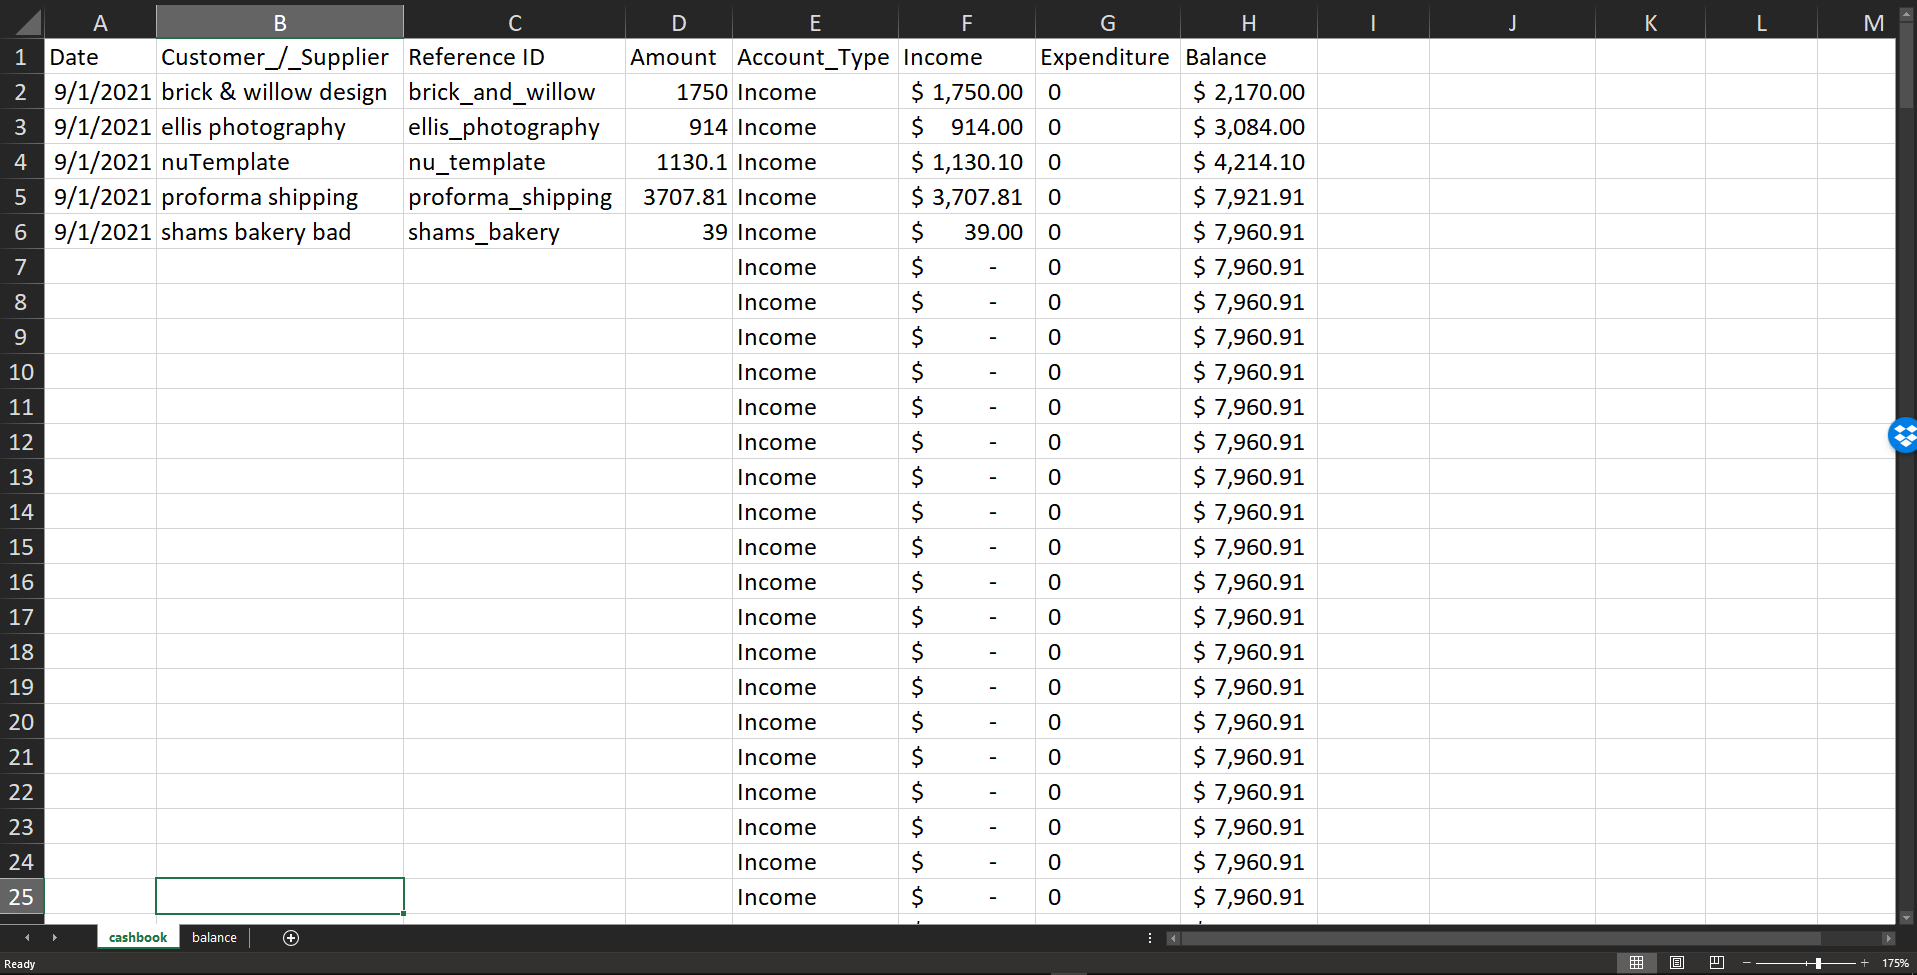 A B C D E F G H I J K L M
1 Date Customer_/_Supplier Reference ID Amount Account_Type Income Expenditure Balance
2 9/1/2021 brick & willow design brick_and_willow 1750 Income $ 1,750.00 0 $ 2,170.00
3 9/1/2021 ellis photography ellis_photography 914 Income $ 914.00 0 $ 3,084.00
4 9/1/2021 nuTemplate nu_template 1130.1 Income $ 1,130.10 0 $ 4,214.10
5 9/1/2021 proforma shipping proforma_shipping 3707.81 Income $ 3,707.81 0 $ 7,921.91
6 9/1/2021 shams bakery bad shams_bakery 39 Income $ 39.00 0 $ 7,960.91
7 Income $ - 0 $ 7,960.91
8 Income $ - 0 $ 7,960.91
9 Income $ - 0 $ 7,960.91
10 Income $ - 0 $ 7,960.91
11 Income $ - 0 $ 7,960.91
12 Income $ - 0 $ 7,960.91
13 Income $ - 0 $ 7,960.91
14 Income $ - 0 $ 7,960.91
15 Income $ - 0 $ 7,960.91
16 Income $ - 0 $ 7,960.91
17 Income $ - 0 $ 7,960.91
18 Income $ - 0 $ 7,960.91
19 Income $ - 0 $ 7,960.91
20 Income $ - 0 $ 7,960.91
21 Income $ - 0 $ 7,960.91
22 Income $ - 0 $ 7,960.91
23 Income $ - 0 $ 7,960.91
24 Income $ - 0 $ 7,960.91
25 Income $ - 0 $ 7,960.91
cashbook balance
Ready 175%